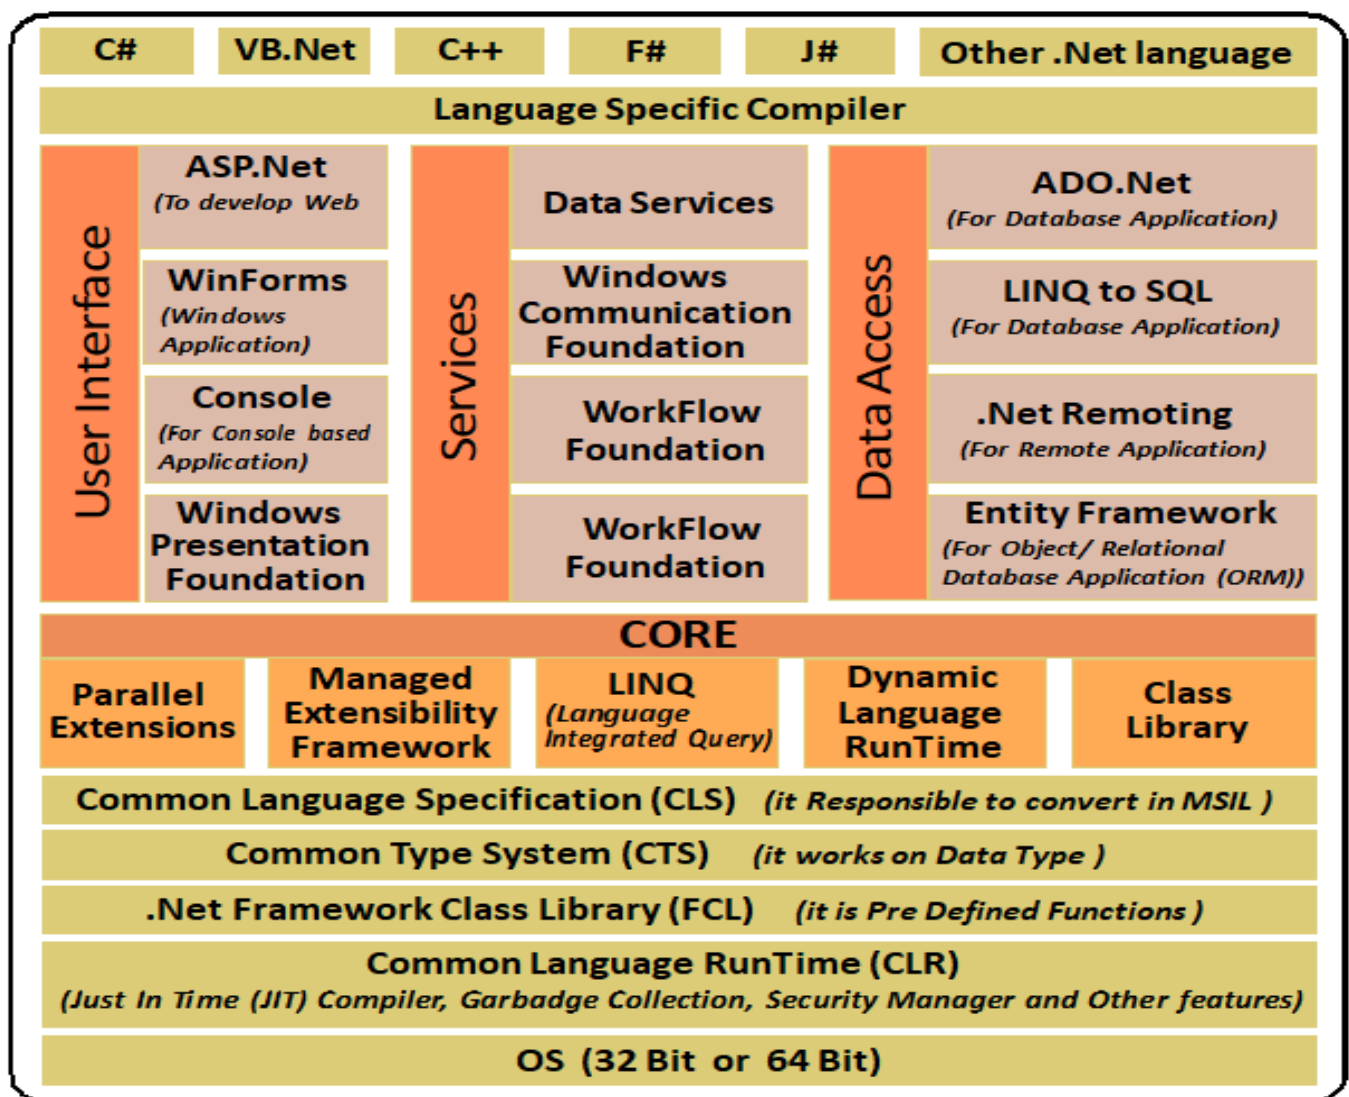 C#
VB.Net
C++
F#
J#
Other .Net language
Language Specific Compiler
User Interface
ASP.Net
(To develop Web
WinForms
(Windows
Application)
Console
(For Console based
Application)
Windows
Presentation
Foundation
Services
Data Services
Windows
Communication
Foundation
WorkFlow
Foundation
WorkFlow
Foundation
Data Access
ADO.Net
(For Database Application)
LINQ to SQL
(For Database Application)
.Net Remoting
(For Remote Application)
Entity Framework
(For Object/ Relational
Database Application (ORM))
CORE
Parallel
Extensions
Managed
Extensibility
Framework
LINQ
(Language
Integrated Query)
Dynamic
Language
RunTime
Class
Library
Common Language Specification (CLS) (it Responsible to convert in MSIL )
Common Type System (CTS) (it works on Data Type )
.Net Framework Class Library (FCL) (it is Pre Defined Functions )
Common Language RunTime (CLR)
(Just In Time (JIT) Compiler, Garbadge Collection, Security Manager and Other features)
OS (32 Bit or 64 Bit)